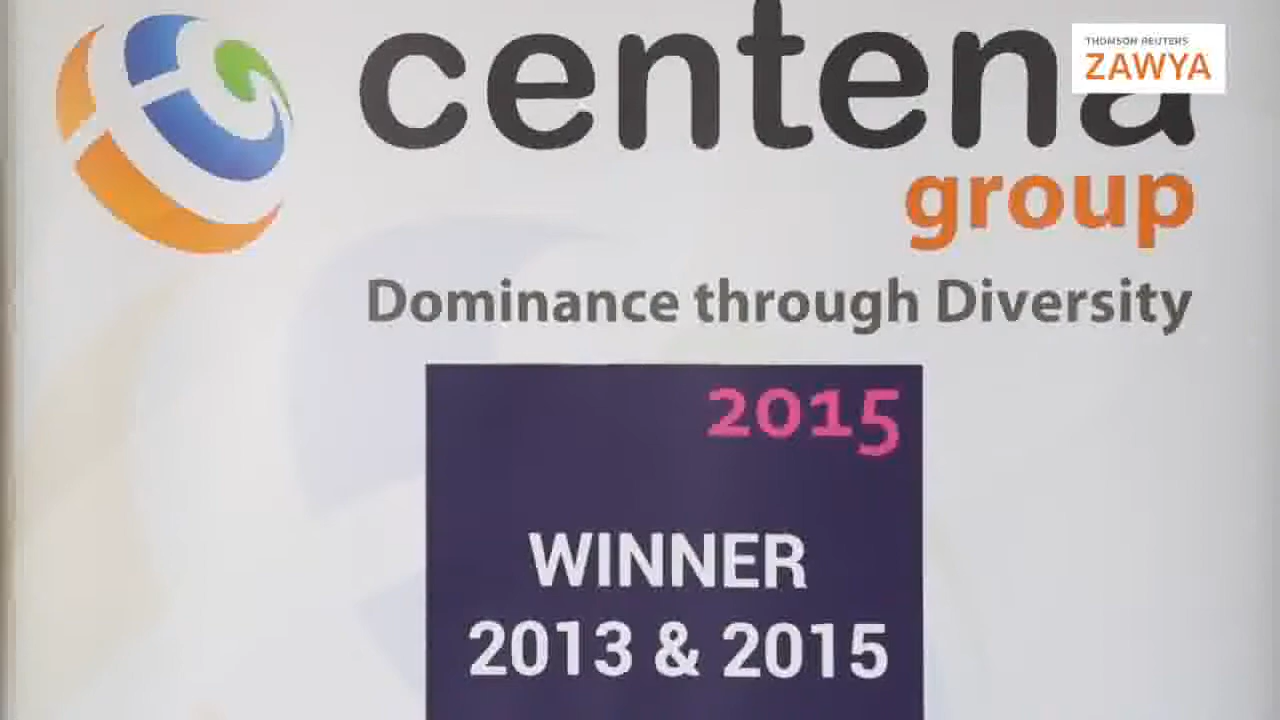 centena
THOMSON REUTERS
ZAWYA
group
Dominance through Diversity
2015
WINNER
2013 & 2015